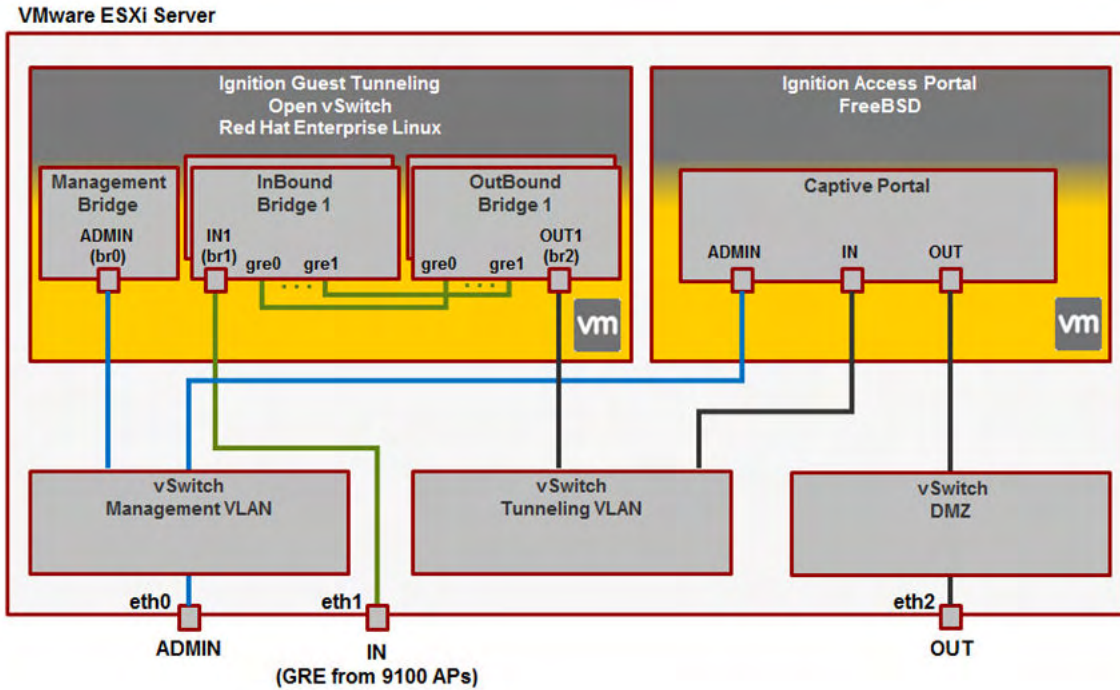 VMware ESXi Server
Ignition Guest Tunneling
Open vSwitch
Red Hat Enterprise Linux
Management
Bridge
ADMIN
(br0)
InBound
Bridge 1
IN1
(br1)
gre0
gre1
OutBound
Bridge 1
OUT1
(br2)
gre0
gre1
vm
Ignition Access Portal
FreeBSD
Captive Portal
ADMIN
IN
OUT
vm
vSwitch
Management VLAN
vSwitch
Tunneling VLAN
vSwitch
DMZ
eth0
eth1
eth2
ADMIN
IN
(GRE from 9100 APs)
OUT